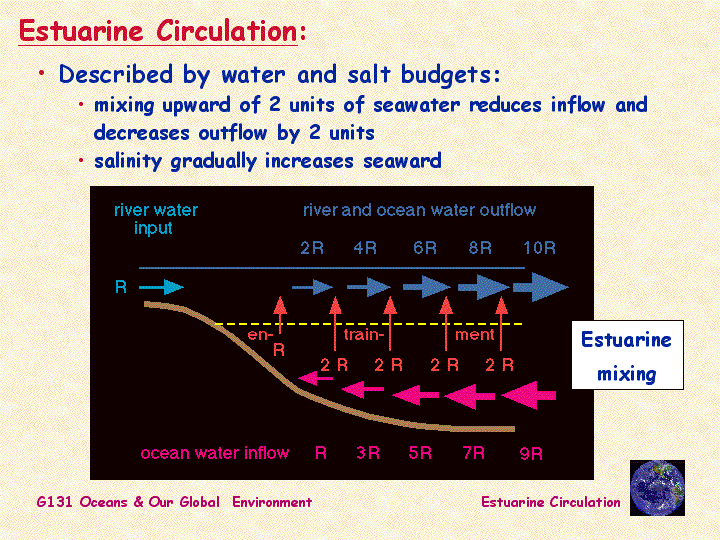 Estuarine Circulation:
• Described by water and salt budgets:
• mixing upward of 2 units of seawater reduces inflow and
decreases outflow by 2 units
• salinity gradually increases seaward
river water
input
river and ocean water outflow
2R 4R 6R 8R 10R
R
en- train- ment
R
2 R 2 R 2 R 2 R
Estuarine
mixing
ocean water inflow R 3R 5R 7R 9R
G131 Oceans & Our Global Environment
Estuarine Circulation